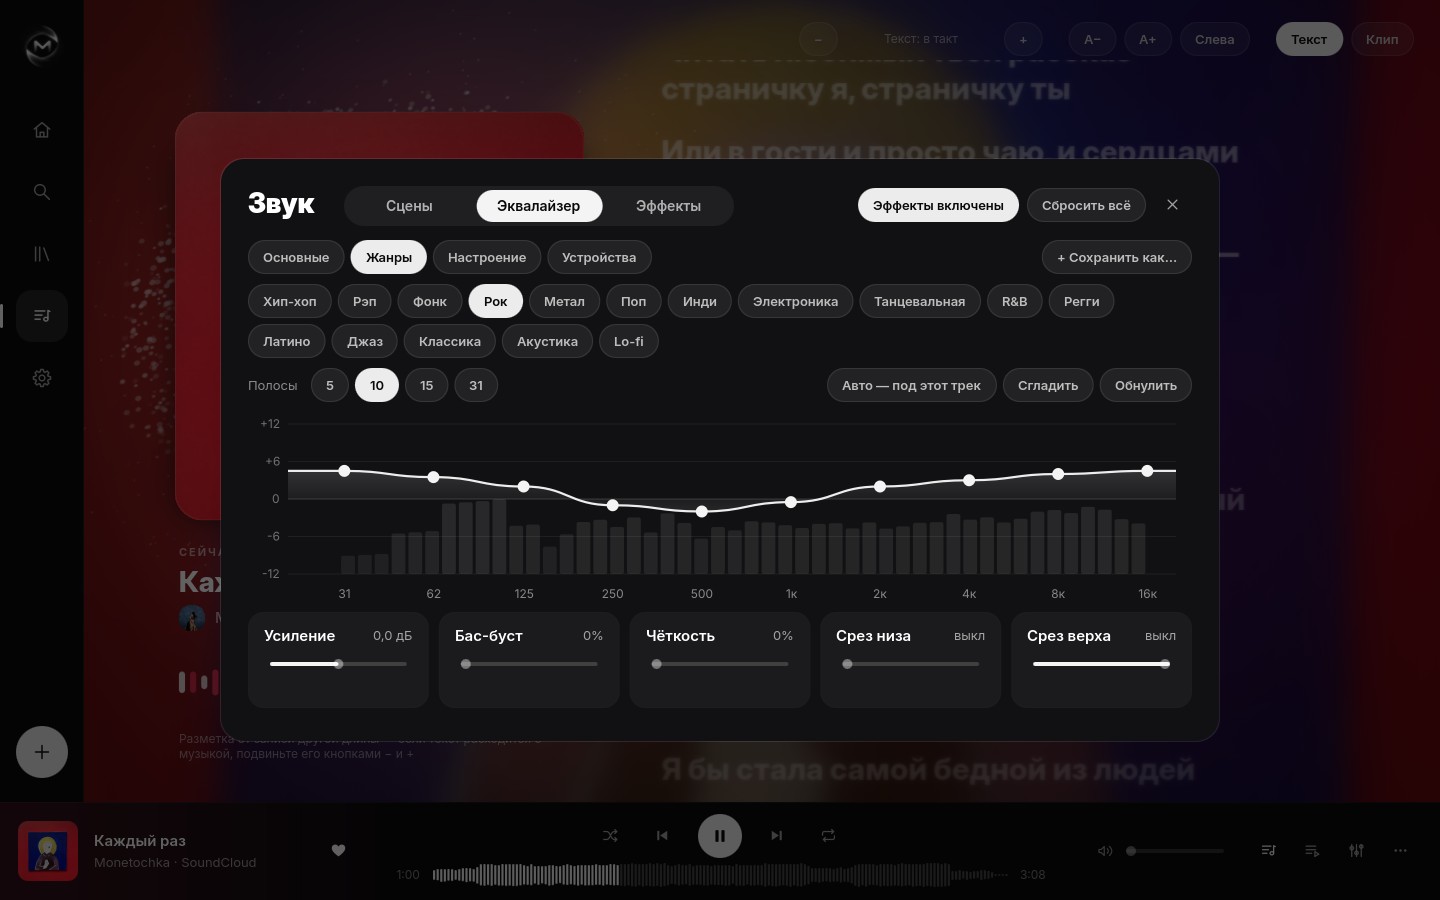 −
Текст: в такт
+
A−
A+
Слева
Текст
Клип
страничку я, страничку ты
Или в гости и просто чаю, и сердцами
Звук
Сцены
Эквалайзер
Эффекты
Эффекты включены
Сбросить всё
Основные
Жанры
Настроение
Устройства
+ Сохранить как...
Хип-хоп
Рэп
Фонк
Рок
Метал
Поп
Инди
Электроника
Танцевальная
R&B
Регги
Латино
Джаз
Классика
Акустика
Lo-fi
Полосы
5
10
15
31
Авто — под этот трек
Сгладить
Обнулить
+12
+6
0
-6
-12
31
62
125
250
500
1к
2к
4к
8к
16к
Усиление
0,0 дБ
Бас-буст
0%
Чёткость
0%
Срез низа
выкл
Срез верха
выкл
Разметка
музыкой, подвиньте его кнопками − и +
Я бы стала самой бедной из людей
Каждый раз
Monetochka · SoundCloud
1:00
3:08